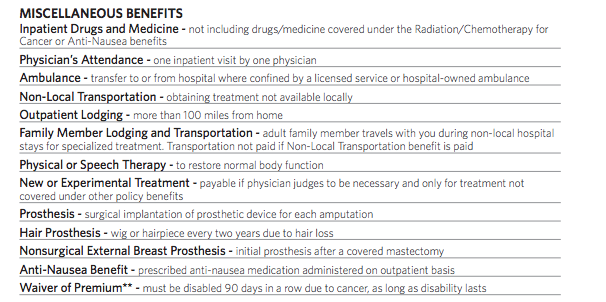 MISCELLANEOUS BENEFITS
Inpatient Drugs and Medicine - not including drugs/medicine covered under the Radiation/Chemotherapy for
Cancer or Anti-Nausea benefits
Physician's Attendance - one inpatient visit by one physician
Ambulance - transfer to or from hospital where confined by a licensed service or hospital-owned ambulance
Non-Local Transportation - obtaining treatment not available locally
Outpatient Lodging - more than 100 miles from home
Family Member Lodging and Transportation - adult family member travels with you during non-local hospital
stays for specialized treatment. Transportation not paid if Non-Local Transportation benefit is paid
Physical or Speech Therapy - to restore normal body function
New or Experimental Treatment - payable if physician judges to be necessary and only for treatment not
covered under other policy benefits
Prosthesis - surgical implantation of prosthetic device for each amputation
Hair Prosthesis - wig or hairpiece every two years due to hair loss
Nonsurgical External Breast Prosthesis - initial prosthesis after a covered mastectomy
Anti-Nausea Benefit - prescribed anti-nausea medication administered on outpatient basis
Waiver of Premium** - must be disabled 90 days in a row due to cancer, as long as disability lasts